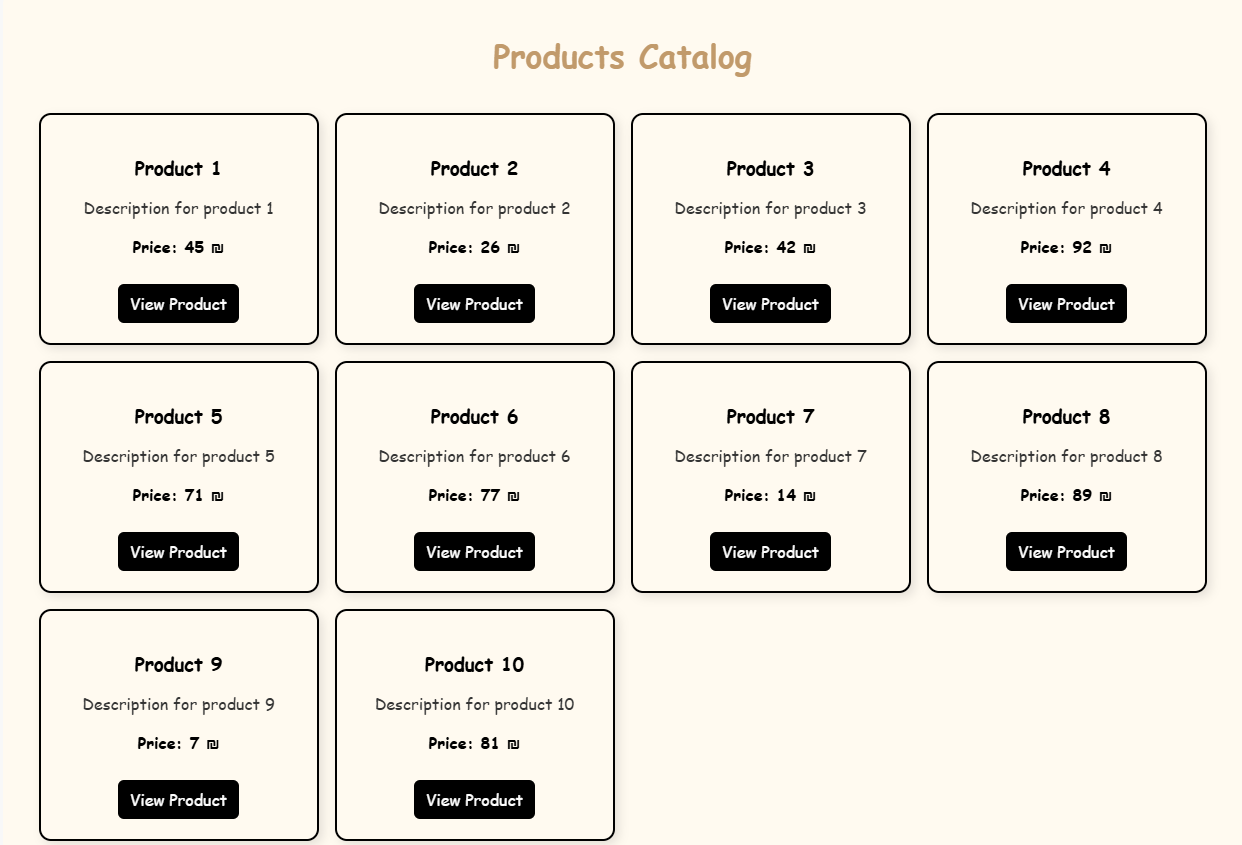 Products Catalog
Product 1
Description for product 1
Price: 45 ₪
View Product
Product 2
Description for product 2
Price: 26 ₪
View Product
Product 3
Description for product 3
Price: 42 ₪
View Product
Product 4
Description for product 4
Price: 92 ₪
View Product
Product 5
Description for product 5
Price: 71 ₪
View Product
Product 6
Description for product 6
Price: 77 ₪
View Product
Product 7
Description for product 7
Price: 14 ₪
View Product
Product 8
Description for product 8
Price: 89 ₪
View Product
Product 9
Description for product 9
Price: 7 ₪
View Product
Product 10
Description for product 10
Price: 81 ₪
View Product